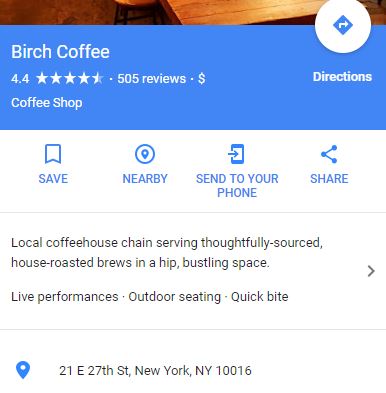 Birch Coffee
4.4 ★★★★⯪ · 505 reviews · $
Directions
Coffee Shop
SAVE
NEARBY
SEND TO YOUR
PHONE
SHARE
Local coffeehouse chain serving thoughtfully-sourced,
house-roasted brews in a hip, bustling space.
Live performances · Outdoor seating · Quick bite
21 E 27th St, New York, NY 10016